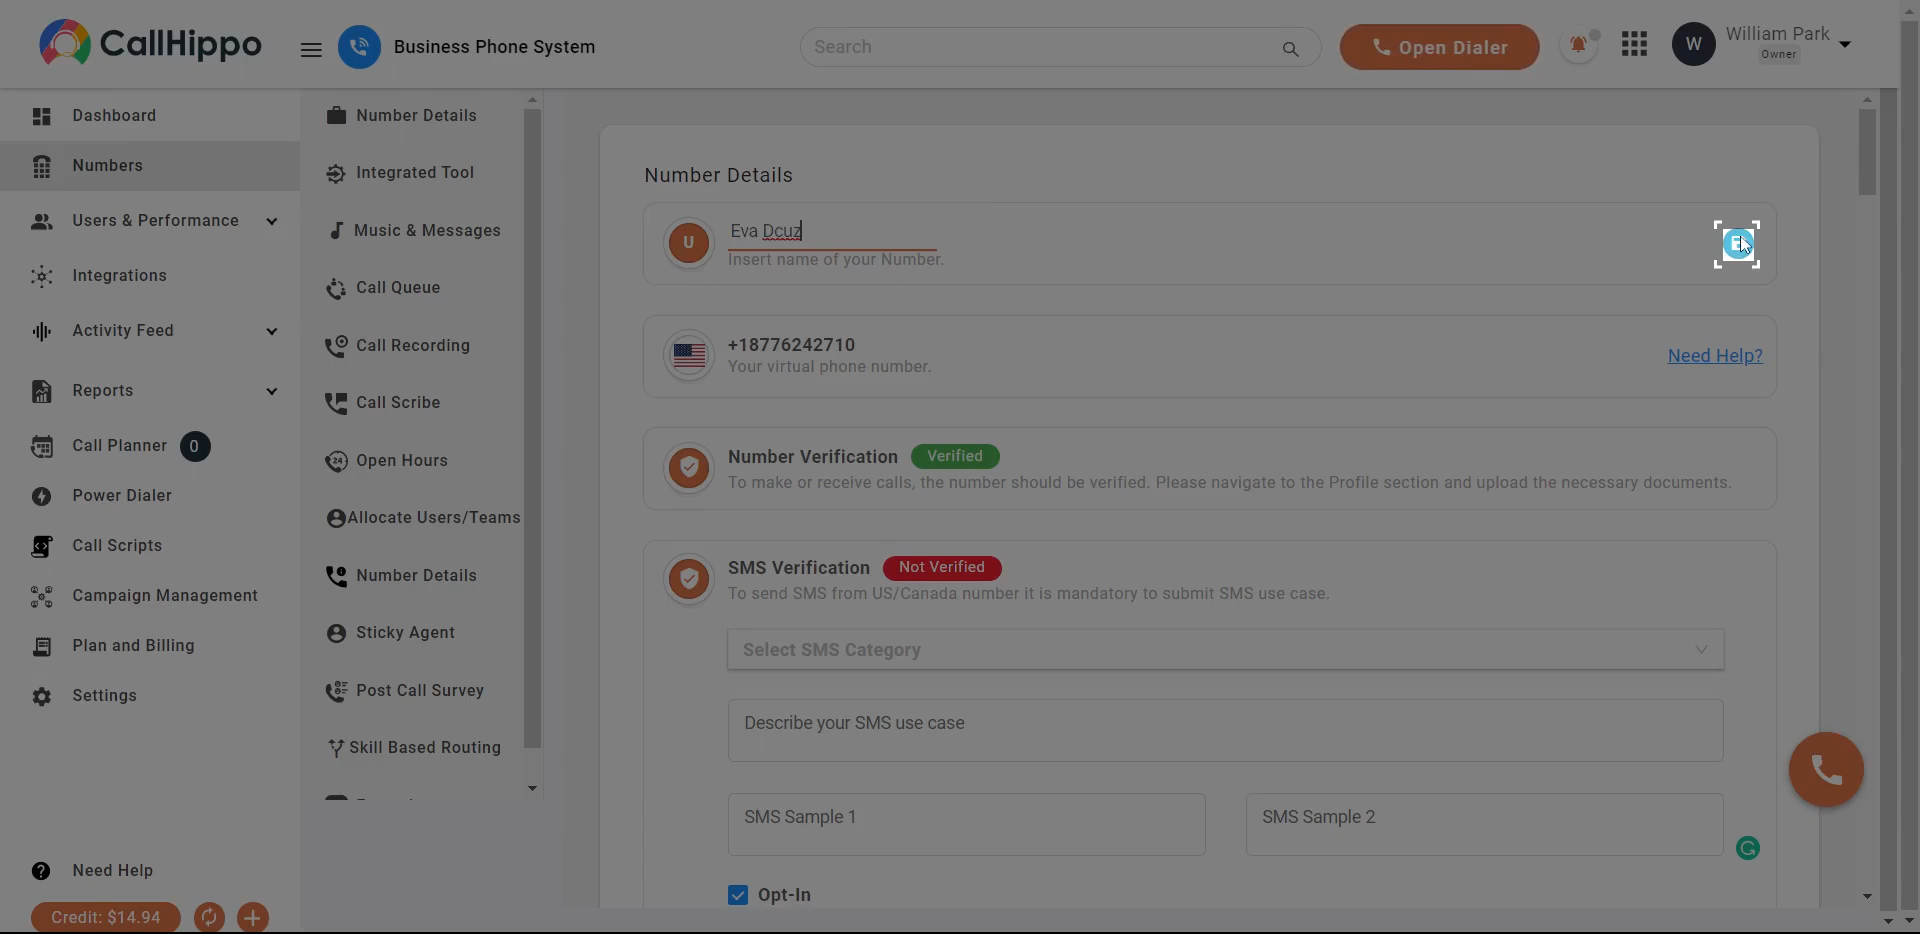 CallHippo
Business Phone System
Search
Open Dialer
W
William Park
Owner
Dashboard
Numbers
Users & Performance
Integrations
Activity Feed
Reports
Call Planner 0
Power Dialer
Call Scripts
Campaign Management
Plan and Billing
Settings
Need Help
Credit: $14.94
Number Details
Integrated Tool
Music & Messages
Call Queue
Call Recording
Call Scribe
24
Open Hours
Allocate Users/Teams
Number Details
Sticky Agent
Post Call Survey
Skill Based Routing
Number Details
U
Eva Dcuz
Insert name of your Number.
+18776242710
Your virtual phone number.
Need Help?
Number Verification Verified
To make or receive calls, the number should be verified. Please navigate to the Profile section and upload the necessary documents.
SMS Verification Not Verified
To send SMS from US/Canada number it is mandatory to submit SMS use case.
Select SMS Category
Describe your SMS use case
SMS Sample 1
SMS Sample 2
Opt-In